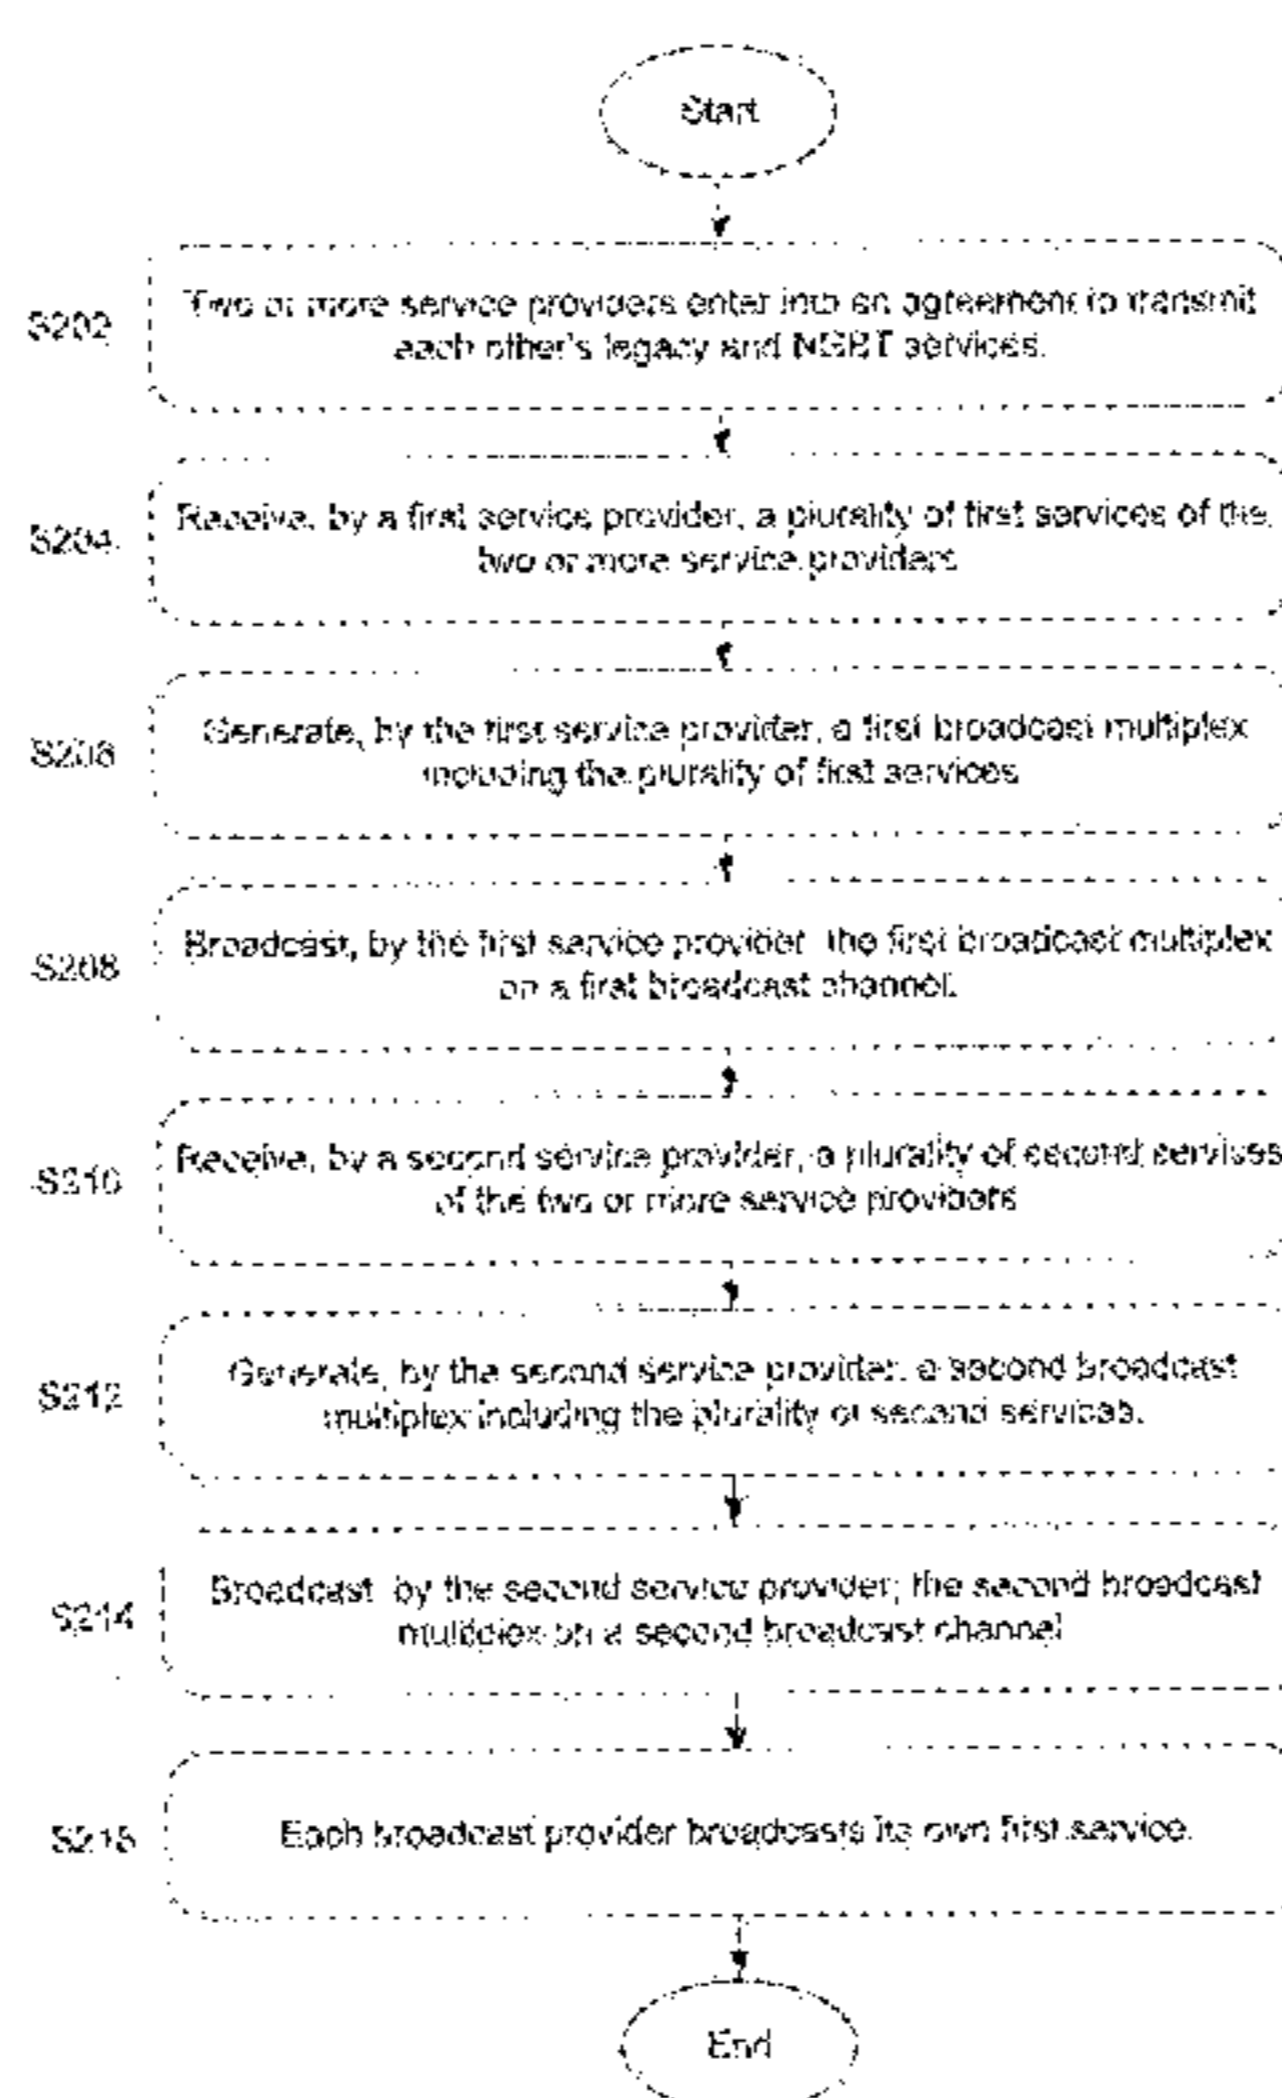 Start
S202
Two or more service providers enter into an agreement to transmit
each other's legacy and NGBT services.
S204
Receive, by a first service provider, a plurality of first services of the
two or more service providers
S206
Generate, by the first service provider, a first broadcast multiplex
including the plurality of first services
S208
Broadcast, by the first service provider, the first broadcast multiplex
on a first broadcast channel.
S210
Receive, by a second service provider, a plurality of second services
of the two or more service providers
S212
Generate, by the second service provider, a second broadcast
multiplex including the plurality of second services.
S214
Broadcast, by the second service provider, the second broadcast
multiplex on a second broadcast channel
Each broadcast provider broadcasts its own first service.
End